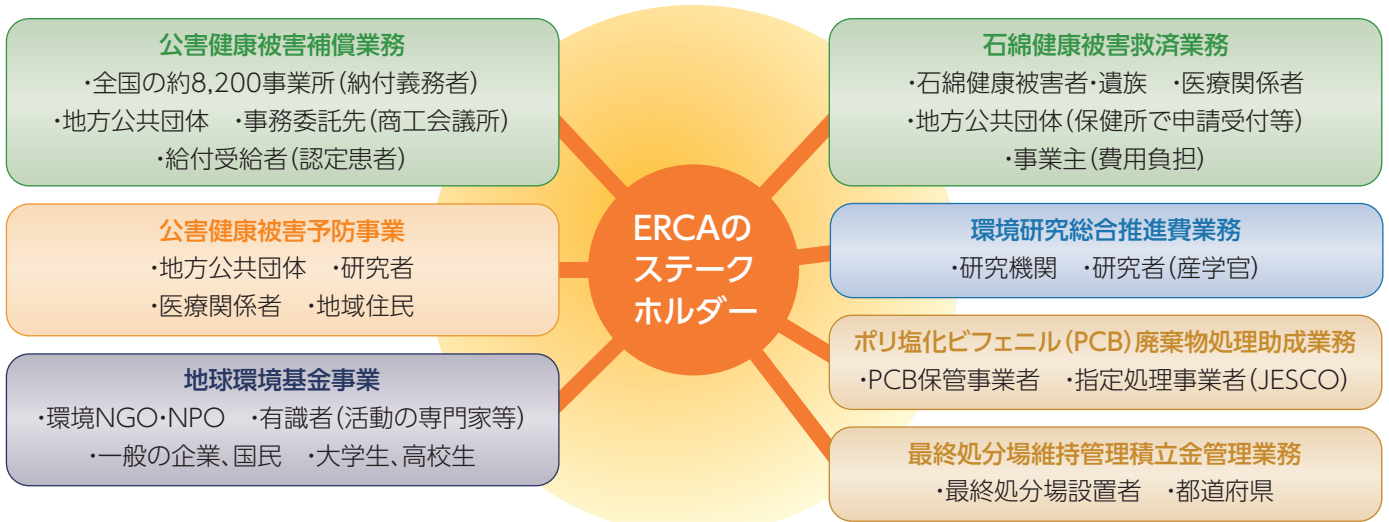 公害健康被害補償業務
・全国の約8,200事業所(納付義務者)
・地方公共団体 ・事務委託先(商工会議所)
・給付受給者(認定患者)
公害健康被害予防事業
・地方公共団体 ・研究者
・医療関係者 ・地域住民
地球環境基金事業
・環境NGO・NPO ・有識者(活動の専門家等)
・一般の企業、国民 ・大学生、高校生
ERCAの
ステーク
ホルダー
石綿健康被害救済業務
・石綿健康被害者・遺族 ・医療関係者
・地方公共団体(保健所で申請受付等)
・事業主(費用負担)
環境研究総合推進費業務
・研究機関 ・研究者(産学官)
ポリ塩化ビフェニル(PCB)廃棄物処理助成業務
・PCB保管事業者 ・指定処理事業者(JESCO)
最終処分場維持管理積立金管理業務
・最終処分場設置者 ・都道府県